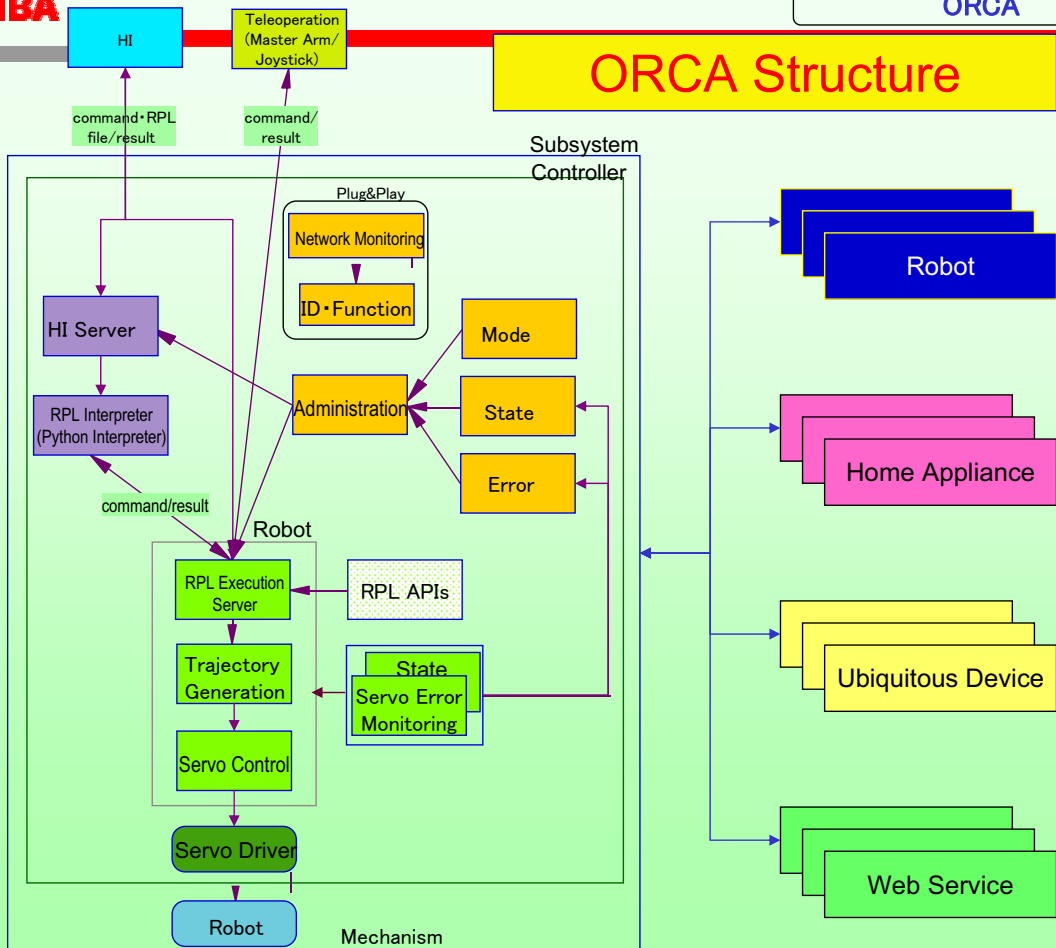 ORCA
HI
Teleoperation
(Master Arm/
Joystick)
ORCA Structure
command・RPL
file/result
command/
result
Subsystem
Controller
Plug&Play
Network Monitoring
ID・Function
HI Server
Mode
RPL Interpreter
(Python Interpreter)
Administration
State
Error
command/result
Robot
RPL Execution
Server
RPL APIs
Trajectory
Generation
State
Servo Error
Monitoring
Servo Control
Servo Driver
Robot
Mechanism
Robot
Home Appliance
Ubiquitous Device
Web Service